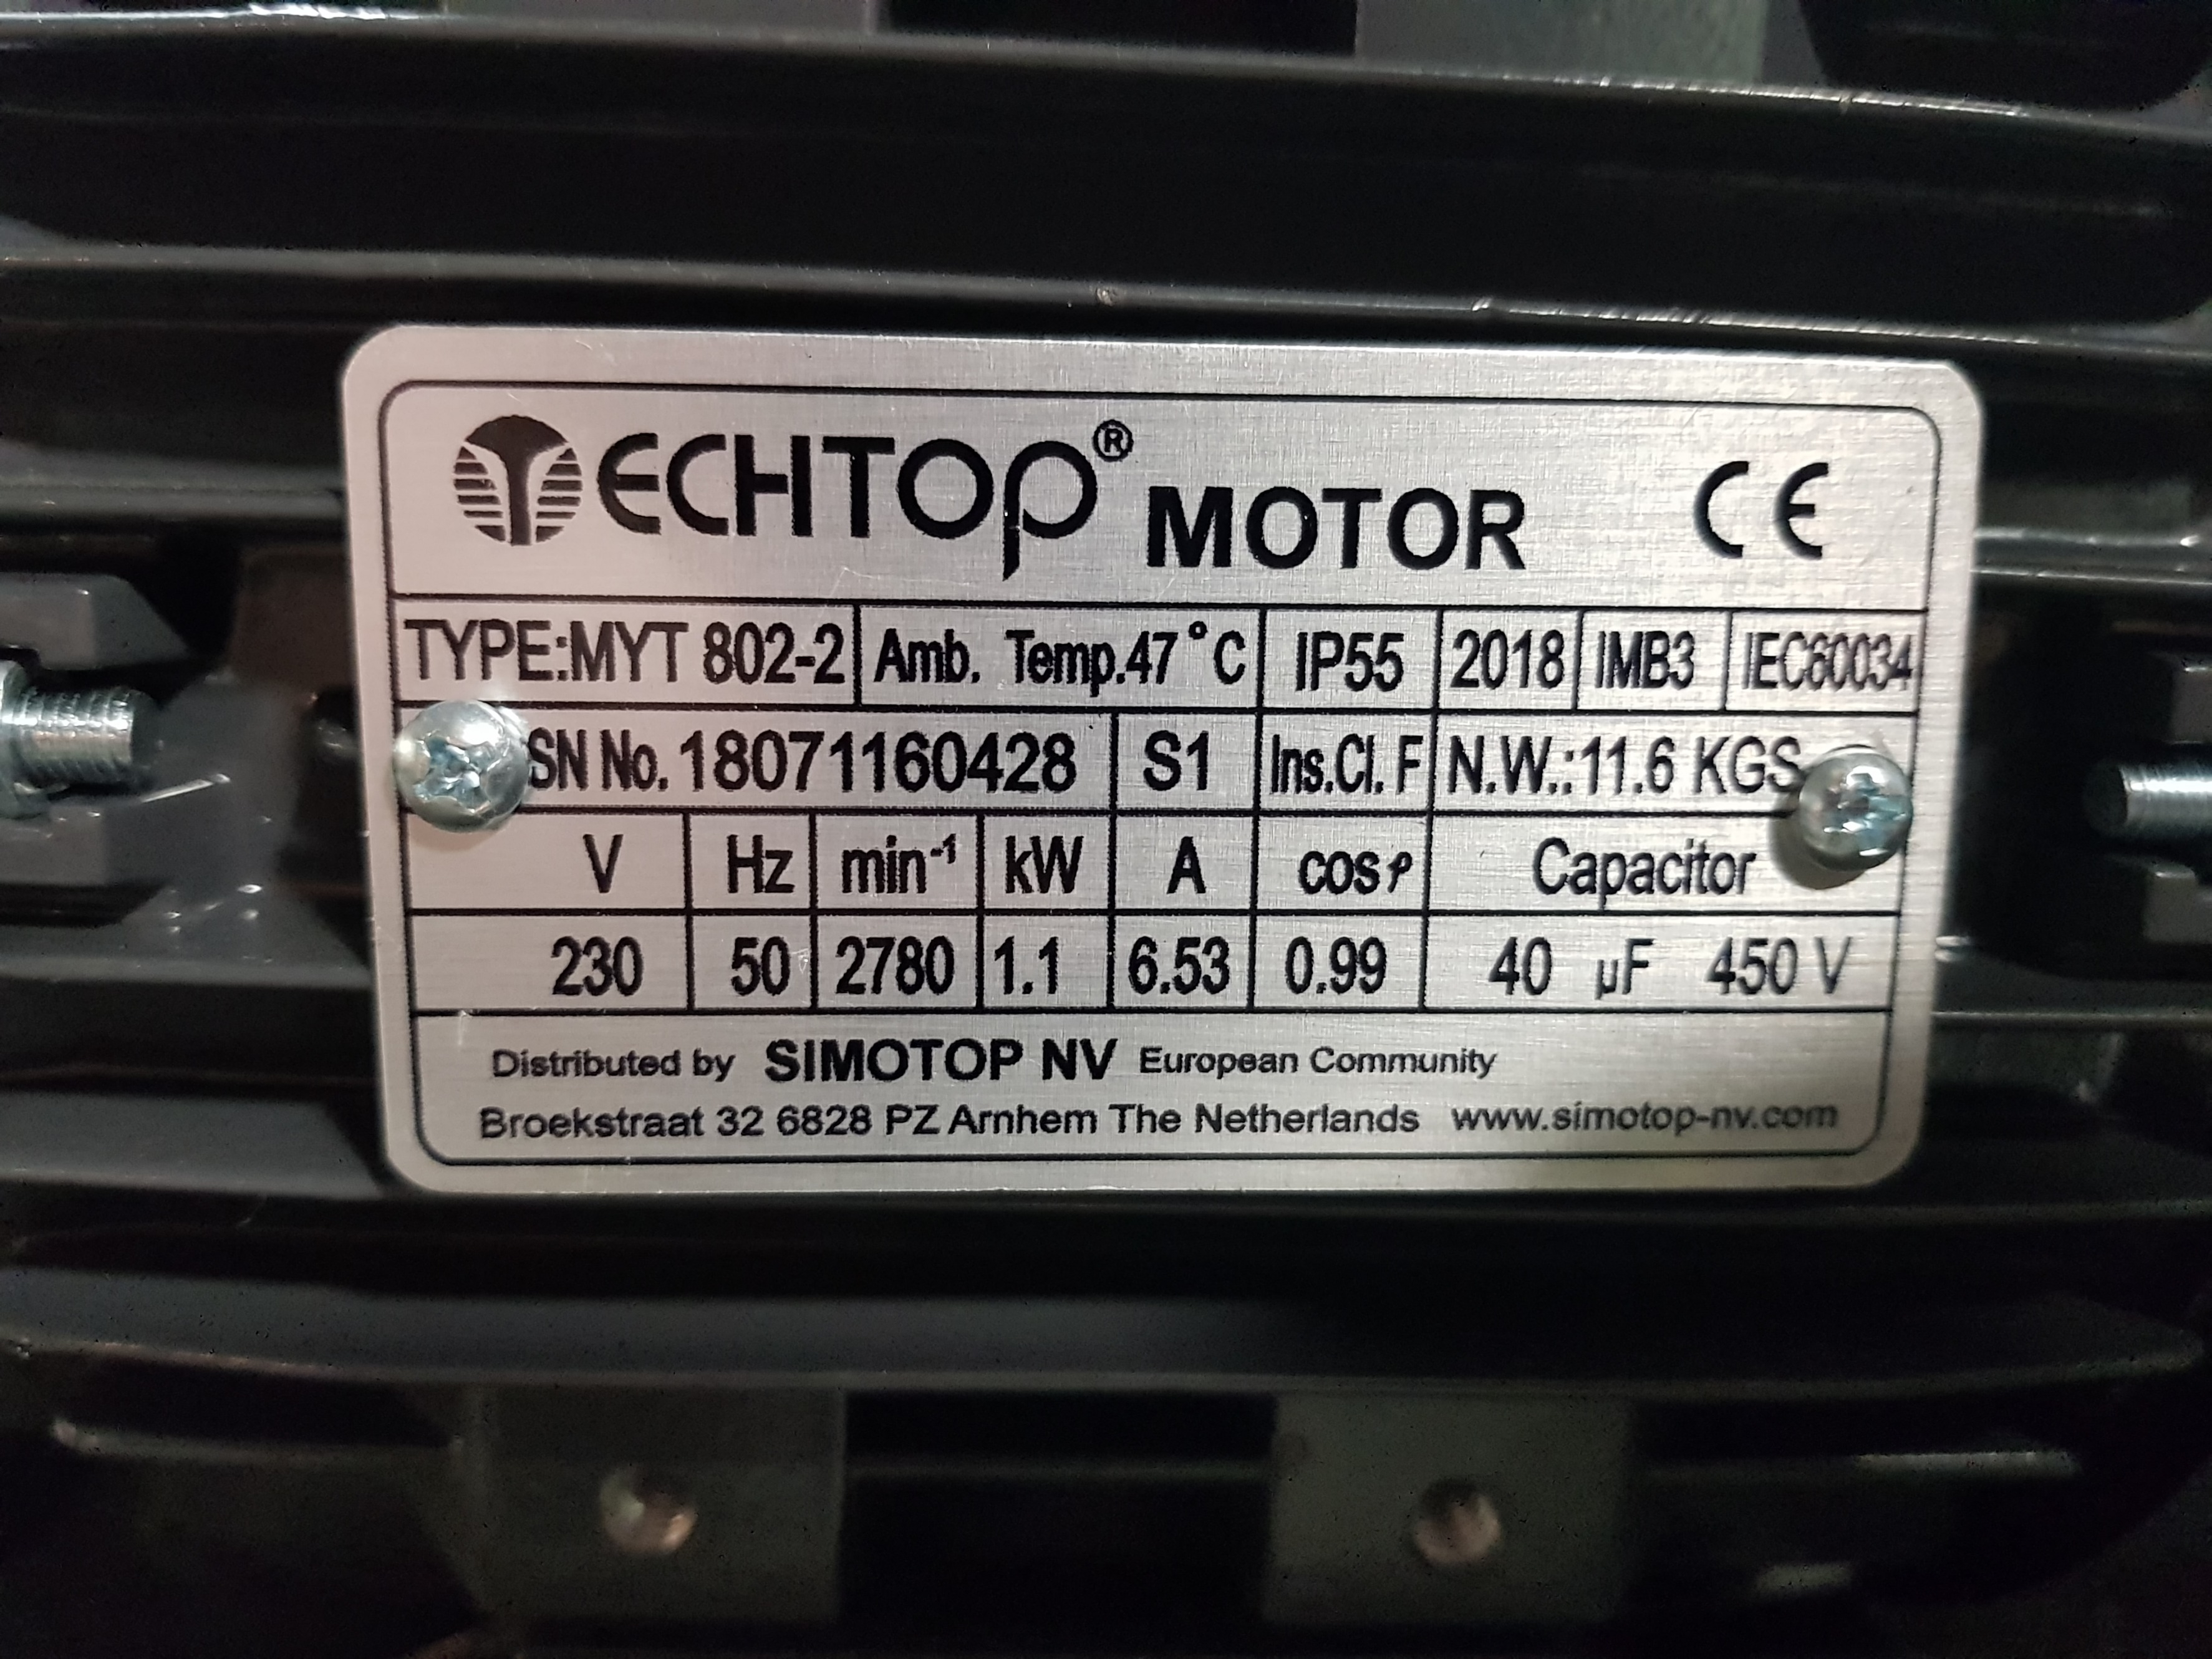 TECHTOP® MOTOR CE
TYPE:MYT 802-2 Amb. Temp.47°C IP55 2018 IMB3 IEC60034
SN No. 18071160428 S1 Ins.Cl. F N.W.:11.6 KGS
V Hz min⁻¹ kW A cosφ Capacitor
230 50 2780 1.1 6.53 0.99 40 µF 450 V
Distributed by SIMOTOP NV European Community
Broekstraat 32 6828 PZ Arnhem The Netherlands www.simotop-nv.com